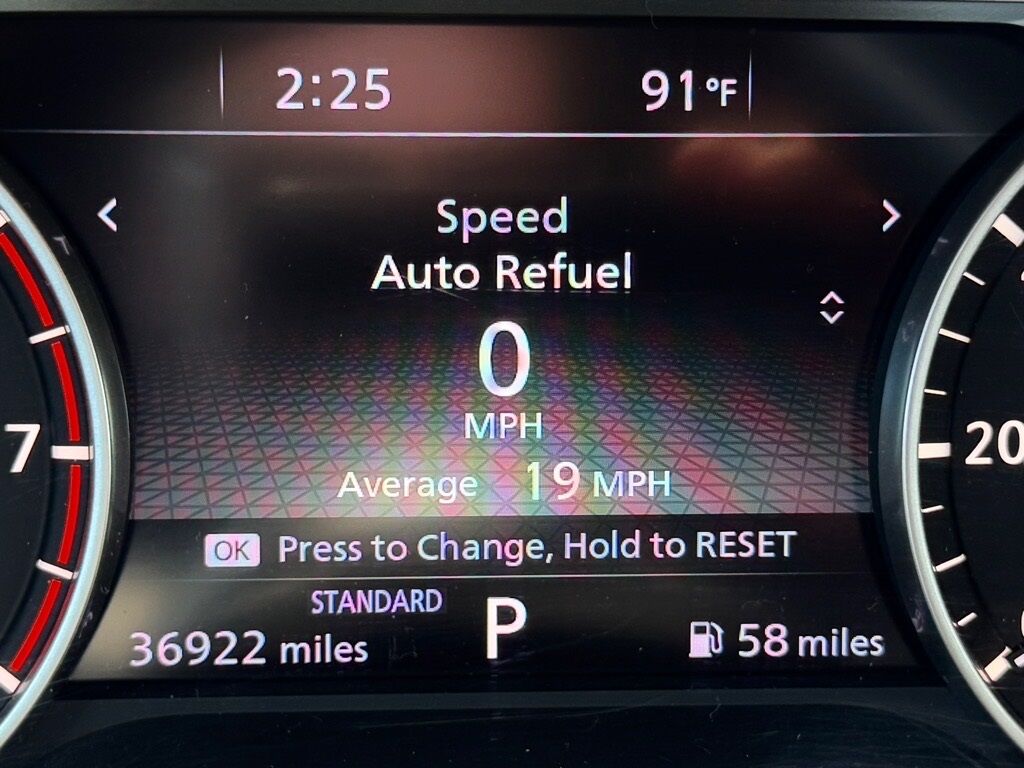 2:25 91°F
Speed
Auto Refuel
0
MPH
7
20
Average 19 MPH
OK Press to Change, Hold to RESET
STANDARD
P
36922 miles
58 miles